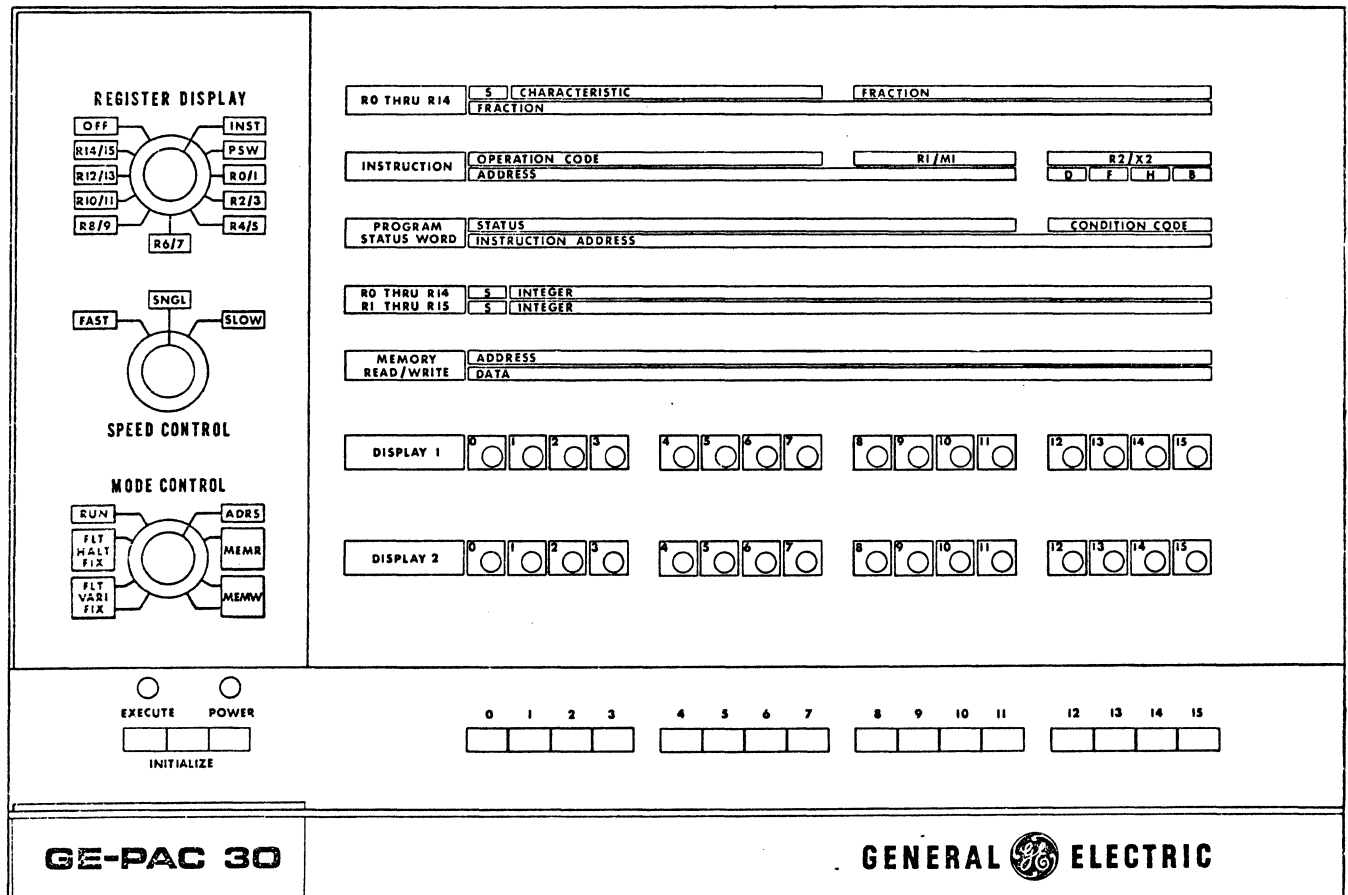 REGISTER DISPLAY
OFF INST
R14/15 PSW
R12/13 R0/1
R10/11 R2/3
R8/9 R4/5
R6/7
SNGL
FAST SLOW
SPEED CONTROL
MODE CONTROL
RUN ADRS
FLT HALT FIX MEMR
FLT VARI FIX MEMW
R0 THRU R14 S CHARACTERISTIC FRACTION
FRACTION
INSTRUCTION OPERATION CODE R1/M1 R2/X2
ADDRESS D F H B
PROGRAM STATUS WORD STATUS CONDITION CODE
INSTRUCTION ADDRESS
R0 THRU R14 S INTEGER
R1 THRU R15 S INTEGER
MEMORY READ/WRITE ADDRESS
DATA
DISPLAY 1 0 1 2 3 4 5 6 7 8 9 10 11 12 13 14 15
DISPLAY 2 0 1 2 3 4 5 6 7 8 9 10 11 12 13 14 15
EXECUTE POWER
INITIALIZE
0 1 2 3 4 5 6 7 8 9 10 11 12 13 14 15
GE-PAC 30
GENERAL GE ELECTRIC